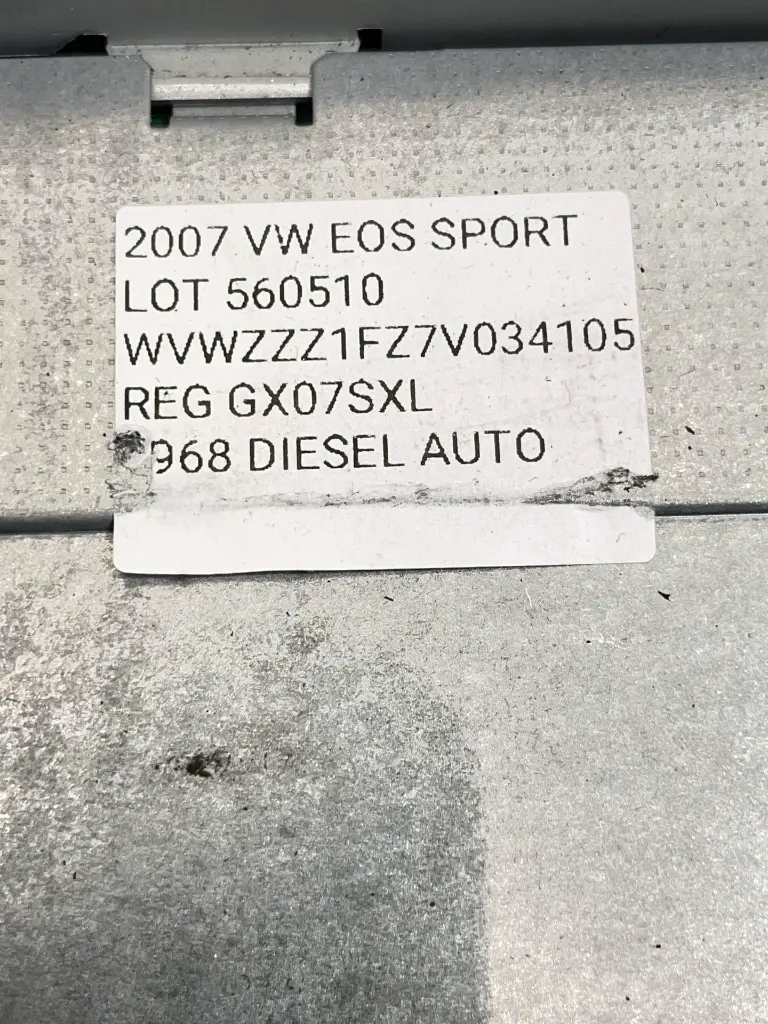 2007 VW EOS SPORT
LOT 560510
WVWZZZ1FZ7V034105
REG GX07SXL
968 DIESEL AUTO